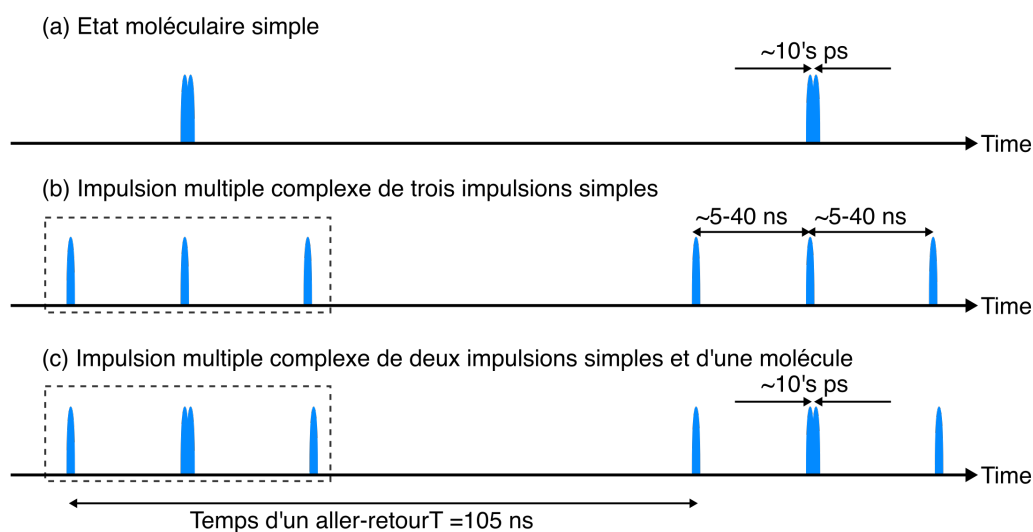 (a) Etat moléculaire simple
~10's ps
Time
(b) Impulsion multiple complexe de trois impulsions simples
~5-40 ns
~5-40 ns
Time
(c) Impulsion multiple complexe de deux impulsions simples et d'une molécule
~10's ps
Time
Temps d'un aller-retourT =105 ns